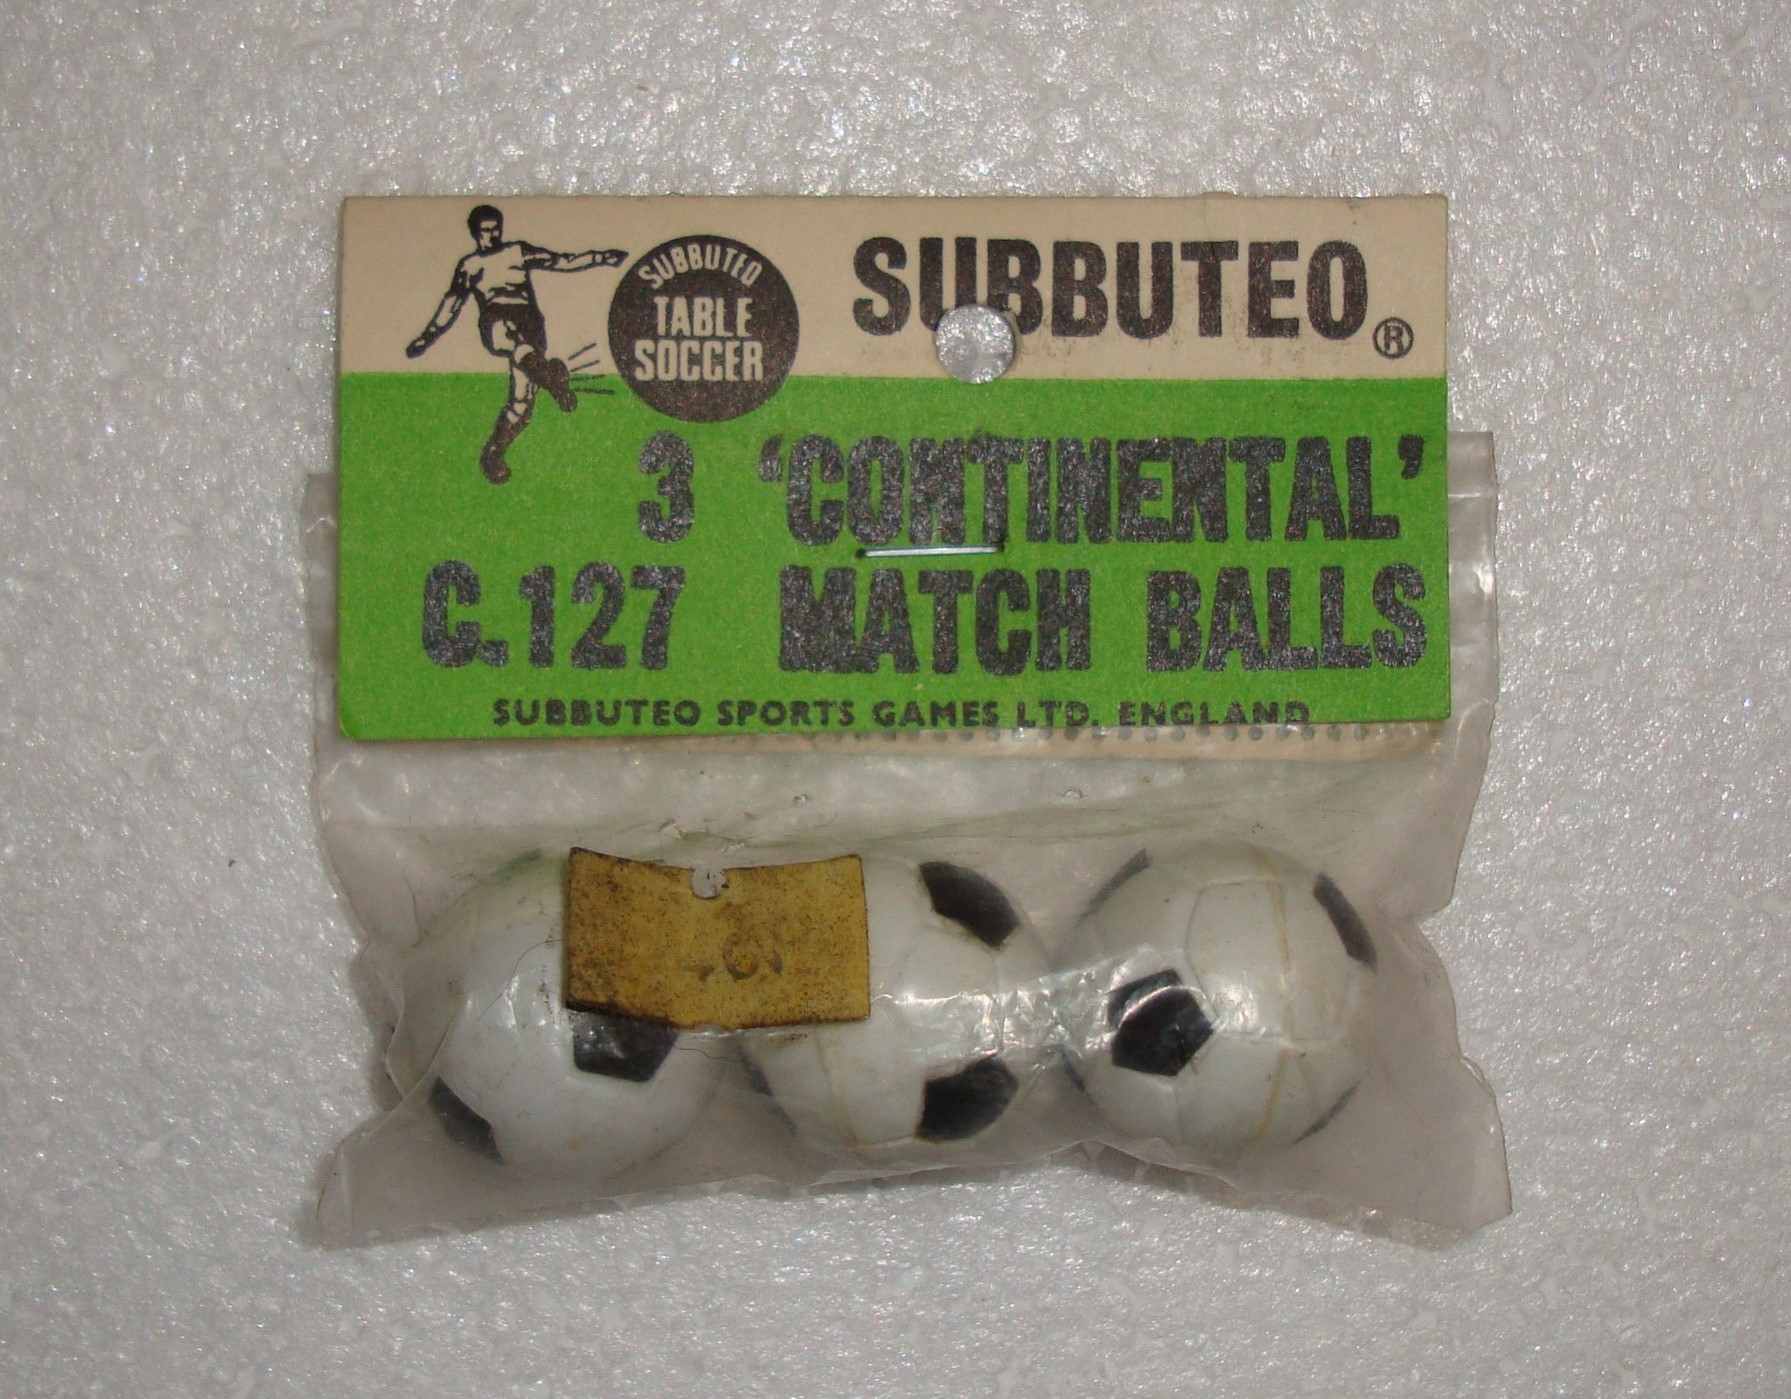 SUBBUTEO
TABLE
SOCCER
SUBBUTEO®
3 ‘CONTINENTAL’
C.127 MATCH BALLS
SUBBUTEO SPORTS GAMES LTD. ENGLAND